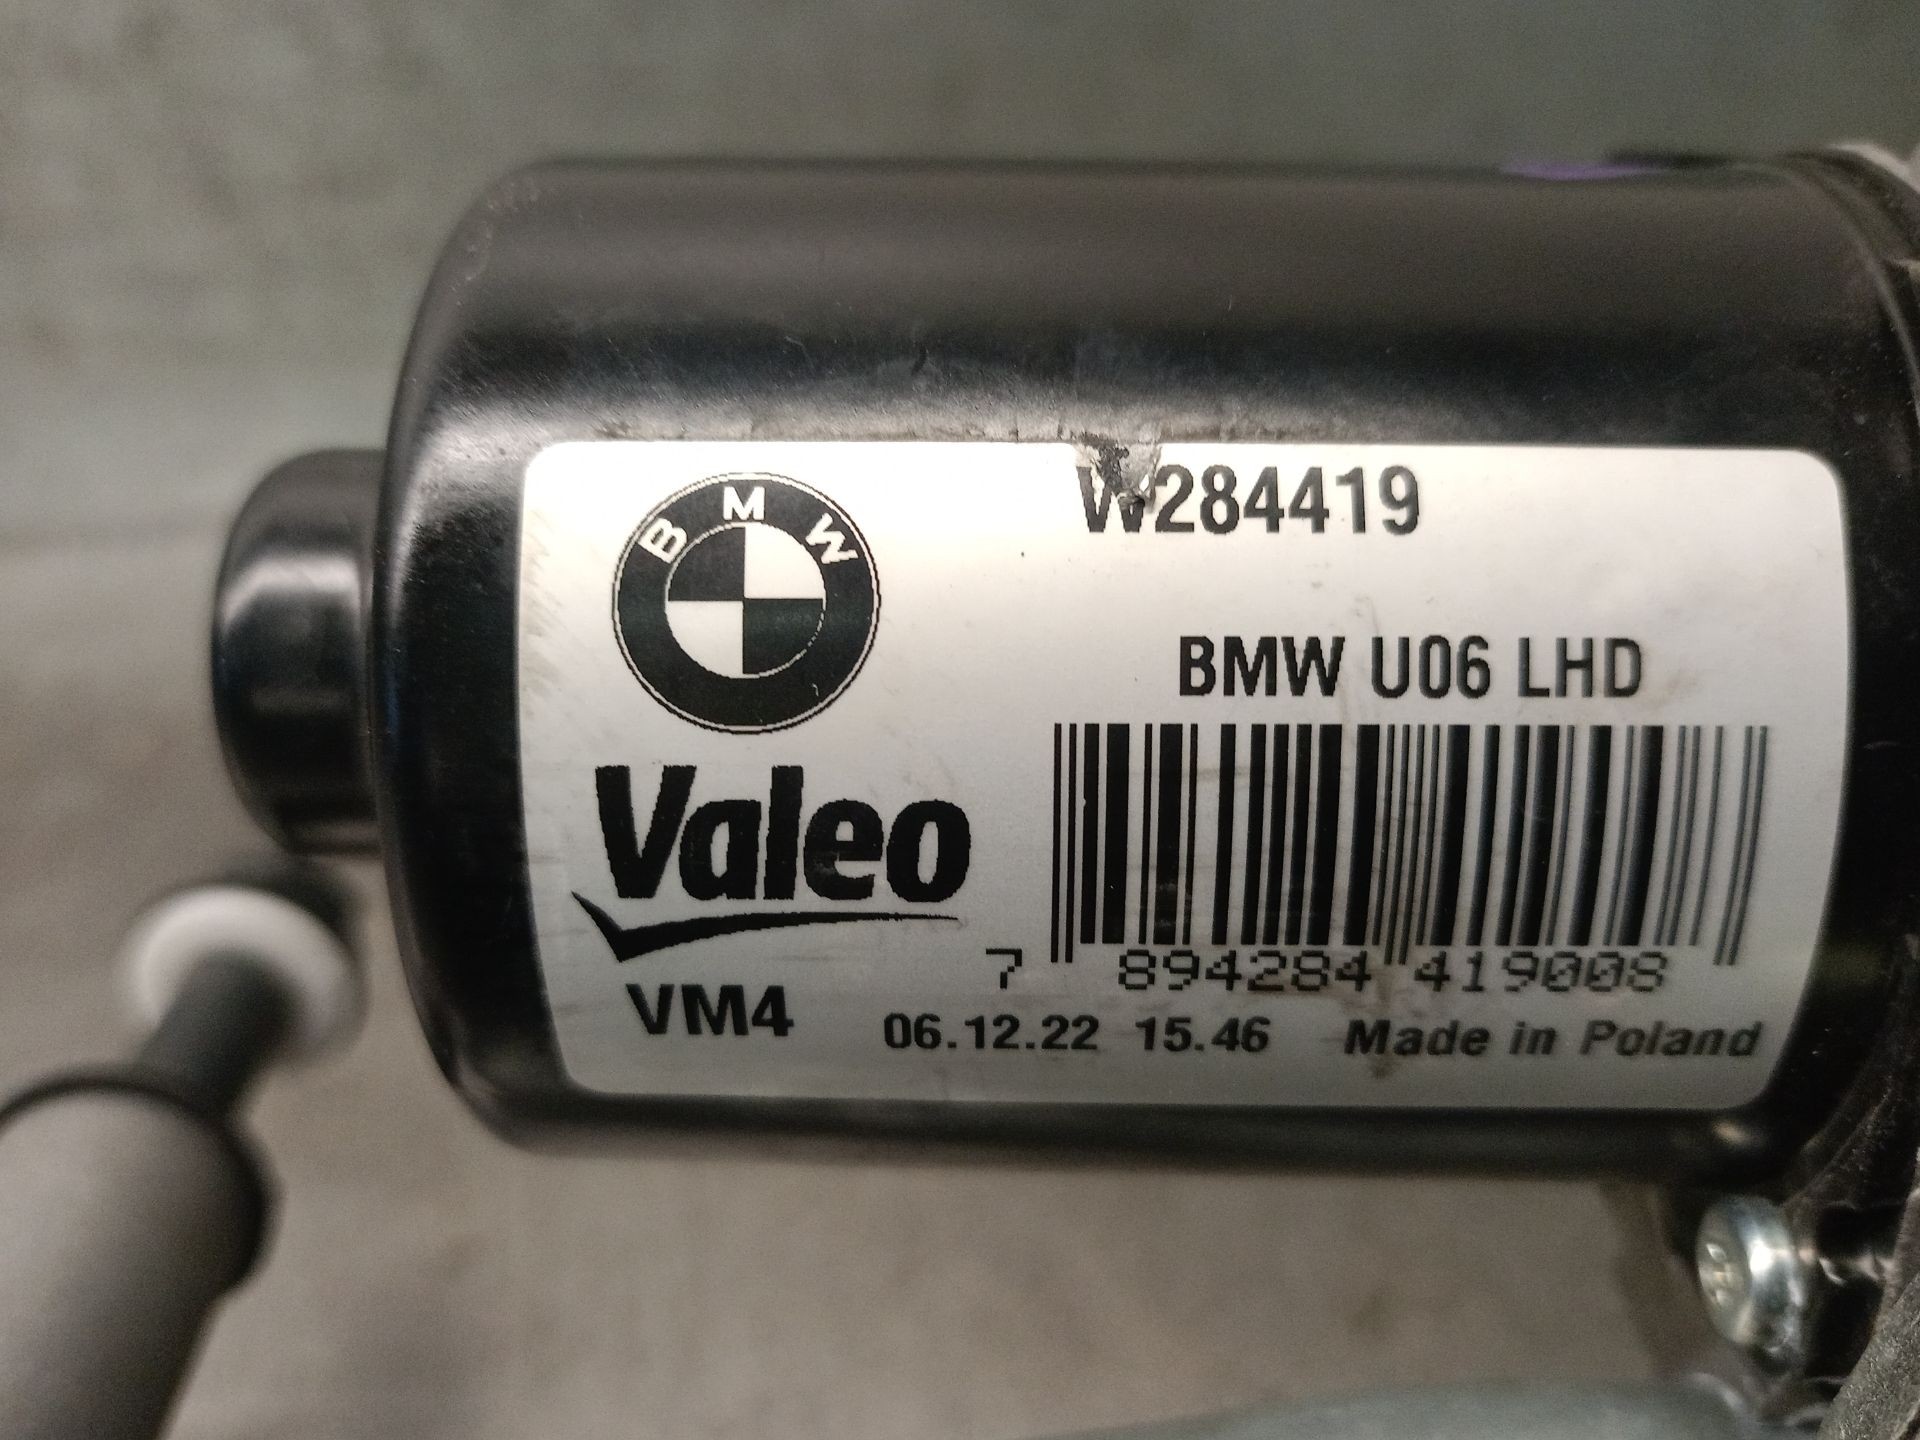 BMW
W284419
BMW U06 LHD
Valeo
7 894284 419008
VM4 06.12.22 15.46 Made in Poland